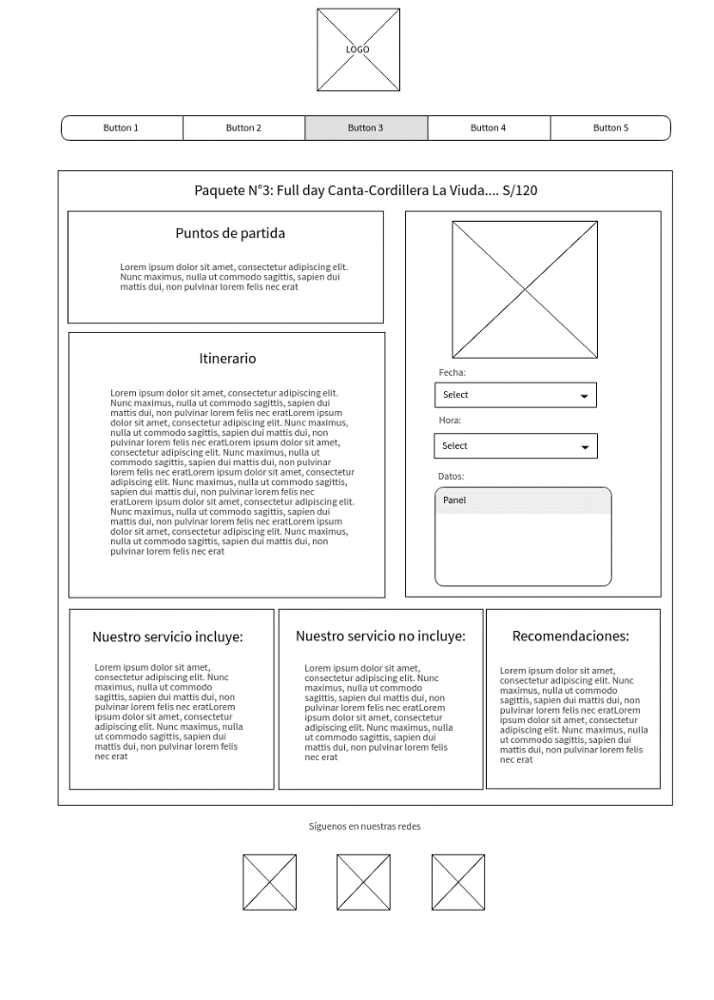 LOGO
Button 1
Button 2
Button 3
Button 4
Button 5
Paquete N°3: Full day Canta-Cordillera La Viuda.... S/120
Puntos de partida
Lorem ipsum dolor sit amet, consectetur adipiscing elit.
Nunc maximus, nulla ut commodo sagittis, sapien dui
mattis dui, non pulvinar lorem felis nec erat
Itinerario
Lorem ipsum dolor sit amet, consectetur adipiscing elit.
Nunc maximus, nulla ut commodo sagittis, sapien dui
mattis dui, non pulvinar lorem felis nec eratLorem ipsum
dolor sit amet, consectetur adipiscing elit. Nunc maximus,
nulla ut commodo sagittis, sapien dui mattis dui, non
pulvinar lorem felis nec eratLorem ipsum dolor sit amet,
consectetur adipiscing elit. Nunc maximus, nulla ut
commodo sagittis, sapien dui mattis dui, non pulvinar
lorem felis nec eratLorem ipsum dolor sit amet, consectetur
adipiscing elit. Nunc maximus, nulla ut commodo sagittis,
sapien dui mattis dui, non pulvinar lorem felis nec
eratLorem ipsum dolor sit amet, consectetur adipiscing elit.
Nunc maximus, nulla ut commodo sagittis, sapien dui
mattis dui, non pulvinar lorem felis nec eratLorem ipsum
dolor sit amet, consectetur adipiscing elit. Nunc maximus,
nulla ut commodo sagittis, sapien dui mattis dui, non
pulvinar lorem felis nec erat
Fecha:
Select
Hora:
Select
Datos:
Panel
Nuestro servicio incluye:
Lorem ipsum dolor sit amet,
consectetur adipiscing elit. Nunc
maximus, nulla ut commodo
sagittis, sapien dui mattis dui, non
pulvinar lorem felis nec eratLorem
ipsum dolor sit amet, consectetur
adipiscing elit. Nunc maximus, nulla
ut commodo sagittis, sapien dui
mattis dui, non pulvinar lorem felis
nec erat
Nuestro servicio no incluye:
Lorem ipsum dolor sit amet,
consectetur adipiscing elit. Nunc
maximus, nulla ut commodo
sagittis, sapien dui mattis dui, non
pulvinar lorem felis nec eratLorem
ipsum dolor sit amet, consectetur
adipiscing elit. Nunc maximus, nulla
ut commodo sagittis, sapien dui
mattis dui, non pulvinar lorem felis
nec erat
Recomendaciones:
Lorem ipsum dolor sit amet,
consectetur adipiscing elit. Nunc
maximus, nulla ut commodo
sagittis, sapien dui mattis dui, non
pulvinar lorem felis nec eratLorem
ipsum dolor sit amet, consectetur
adipiscing elit. Nunc maximus, nulla
ut commodo sagittis, sapien dui
mattis dui, non pulvinar lorem felis
nec erat
Síguenos en nuestras redes